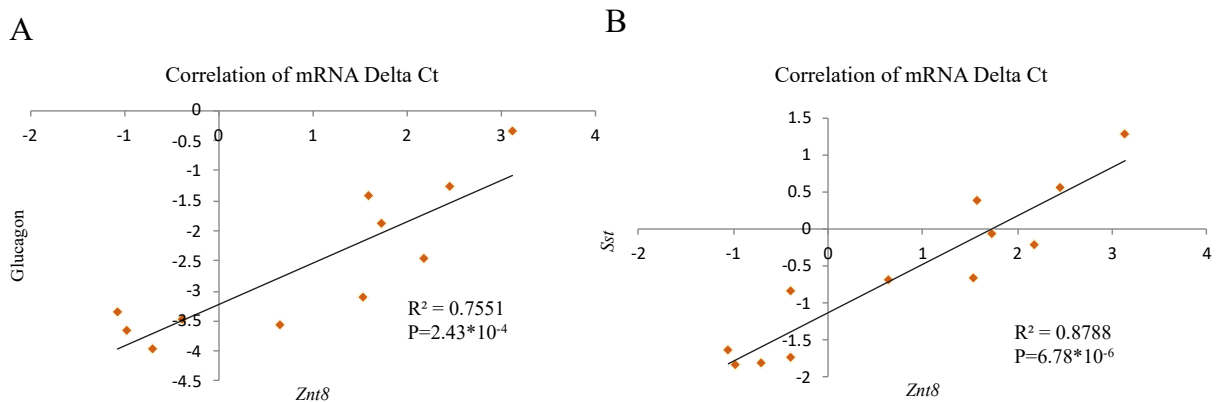 A
Correlation of mRNA Delta Ct
0
-2 -1 0 1 2 3 4
-0.5
-1
-1.5
-2
-2.5
-3
-3.5
-4
-4.5
Glucagon
R² = 0.7551
P=2.43*10⁻⁴
Znt8
B
Correlation of mRNA Delta Ct
1.5
1
0.5
0
-2 -1 0 1 2 3 4
-0.5
-1
-1.5
-2
Sst
R² = 0.8788
P=6.78*10⁻⁶
Znt8